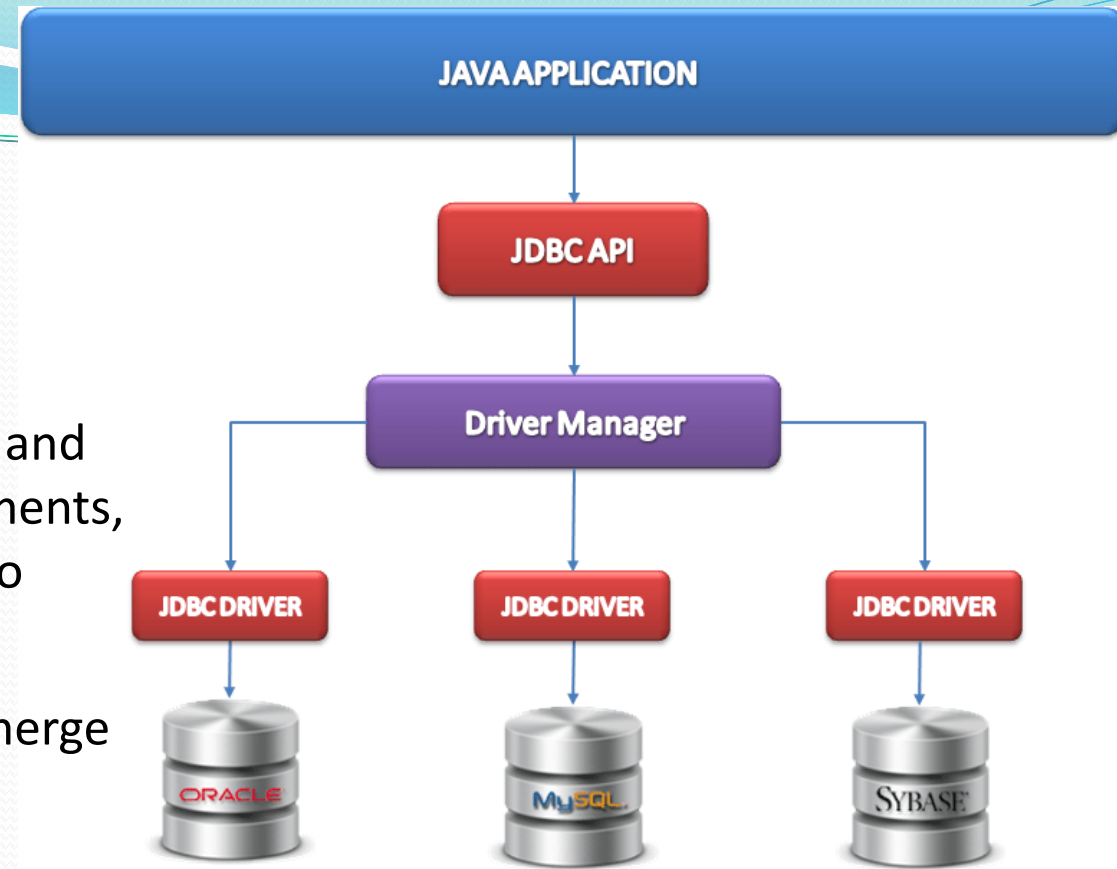 JAVA APPLICATION
JDBC API
Driver Manager
and
nents,
o
JDBC DRIVER JDBC DRIVER JDBC DRIVER
nerge
ORACLE MySQL SYBASE